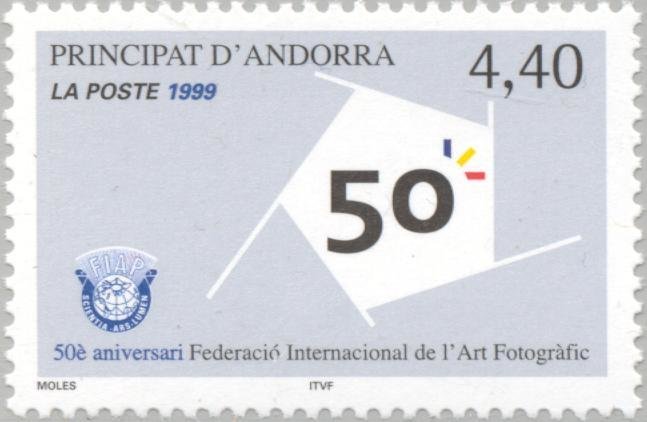 PRINCIPAT D'ANDORRA
4,40
LA POSTE 1999
50
FIAP
SCIENTIA·ARS·LUMEN
50è aniversari Federació Internacional de l'Art Fotogràfic
MOLES
ITVF